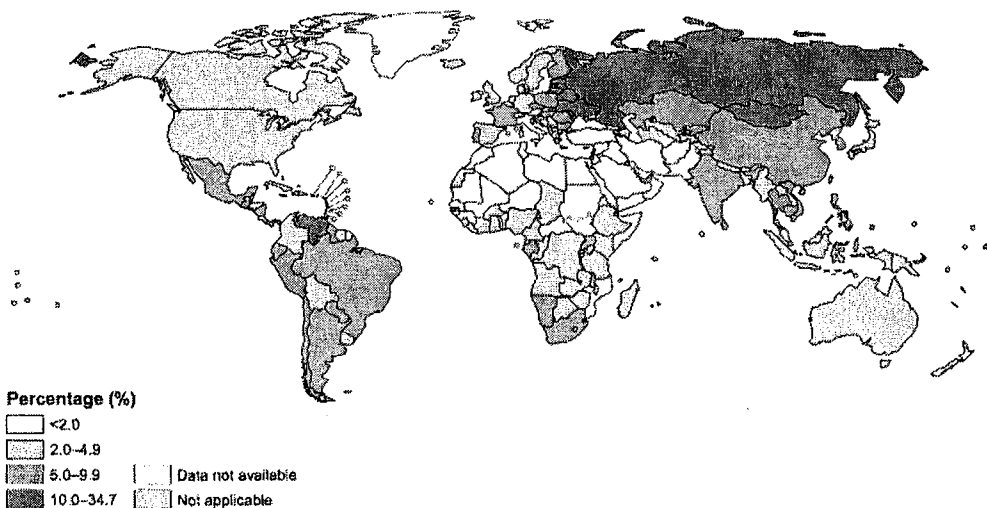 Percentage (%)
<2.0
2.0–4.9
5.0–9.9
10.0–34.7
Data not available
Not applicable